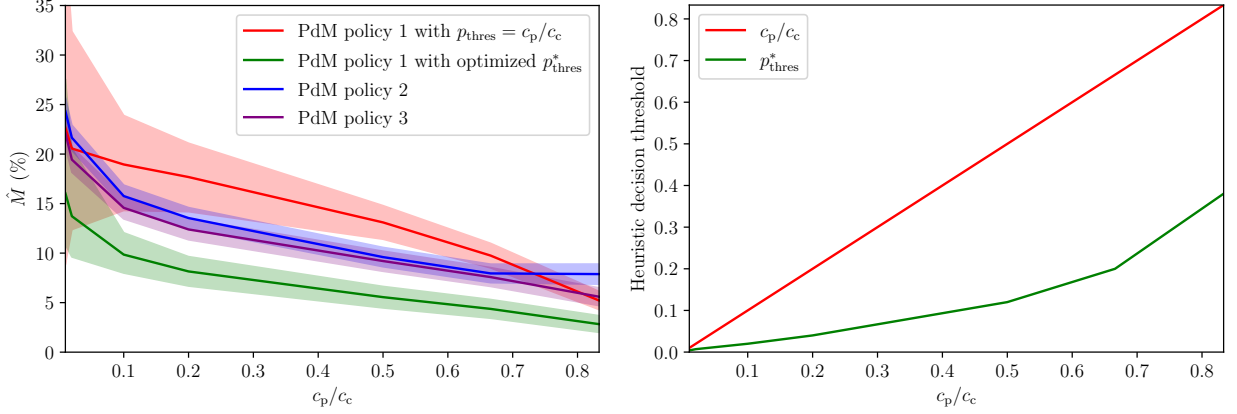 35
30
25
20
15
10
5
0
M̂ (%)
PdM policy 1 with p_thres = c_p/c_c
PdM policy 1 with optimized p*_thres
PdM policy 2
PdM policy 3
0.1 0.2 0.3 0.4 0.5 0.6 0.7 0.8
c_p/c_c
0.8
0.7
0.6
0.5
0.4
0.3
0.2
0.1
0.0
Heuristic decision threshold
c_p/c_c
p*_thres
0.1 0.2 0.3 0.4 0.5 0.6 0.7 0.8
c_p/c_c